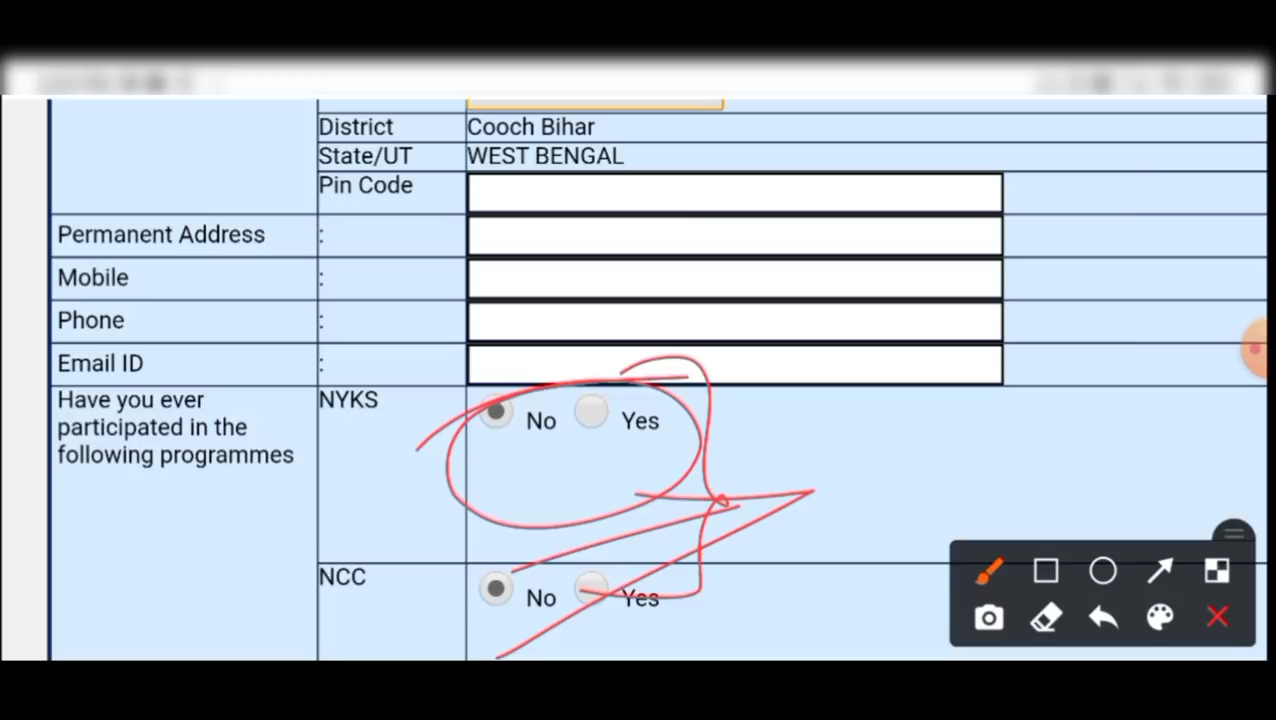 District Cooch Bihar
State/UT WEST BENGAL
Pin Code
Permanent Address :
Mobile :
Phone :
Email ID :
Have you ever participated in the following programmes
NYKS No Yes
NCC No Yes